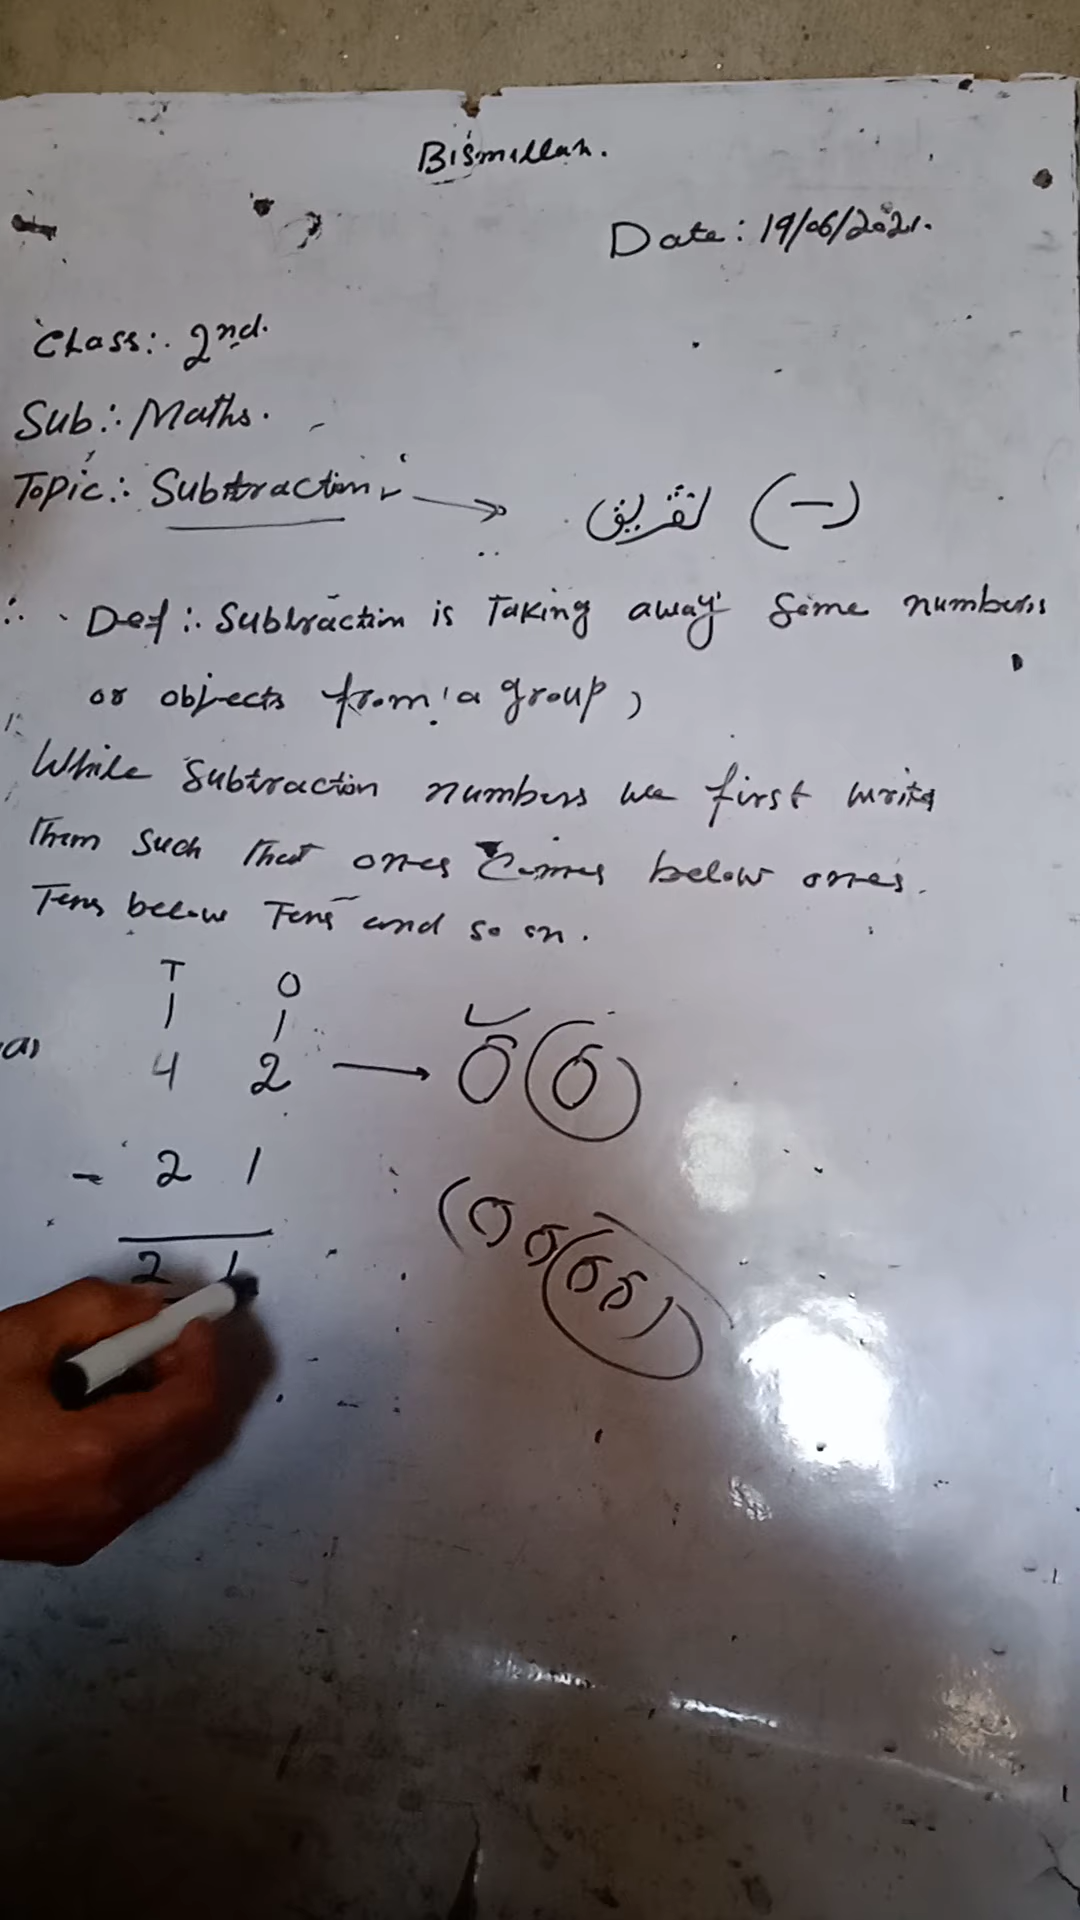 Bismillah.
Date: 19/06/2021.
Class:. 2nd.
Sub:. Maths.
Topic:. Subtraction → تفریق (-)
Def:. Subtraction is Taking away some numbers
or objects from a group,
While Subtraction numbers we first write
Them Such That ones Comes below ones.
Tens below Tens and so on.
T O
a) 4 2 →
- 2 1
2 1